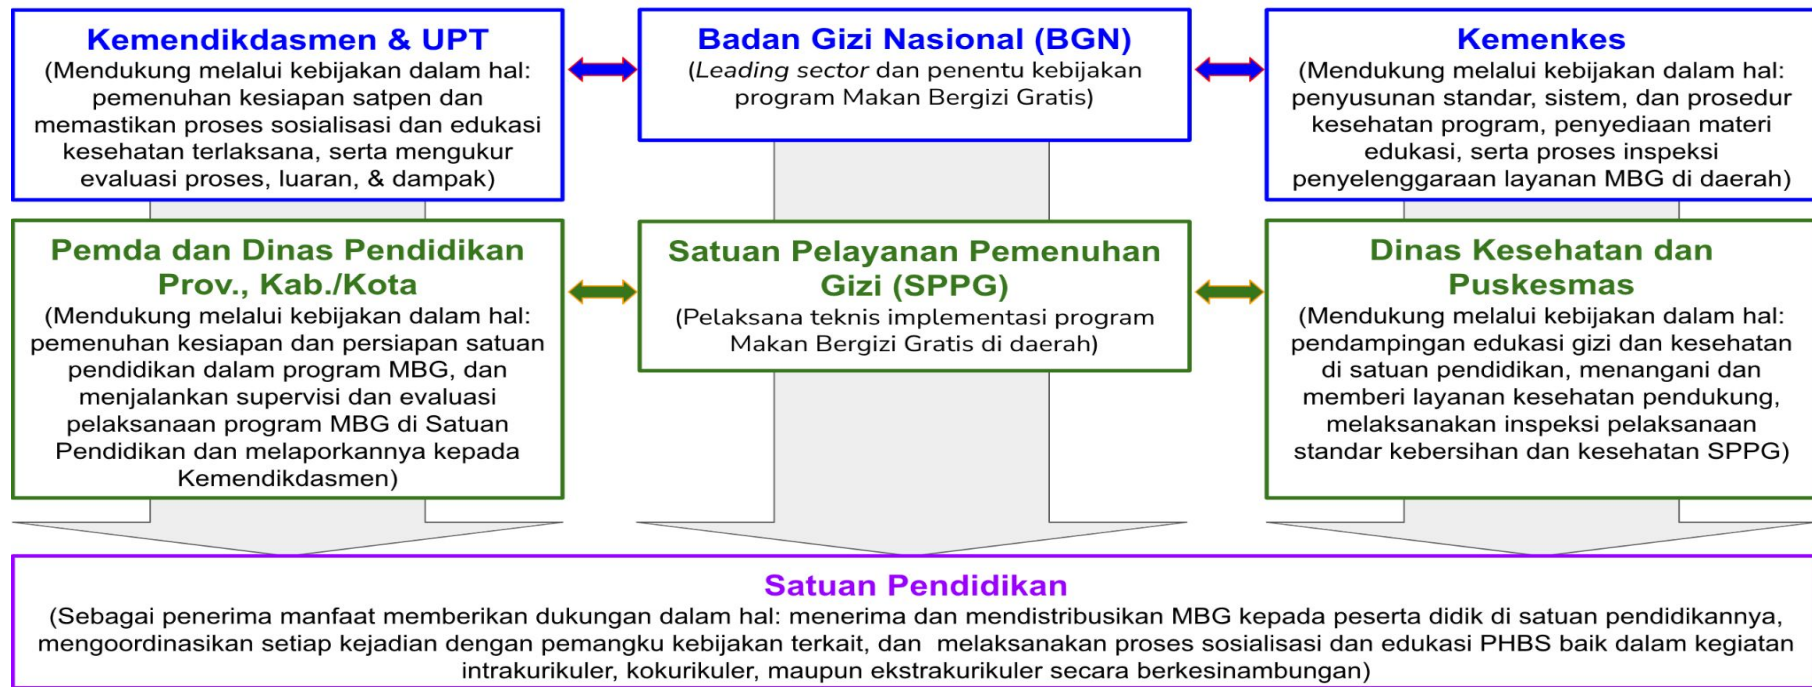 Kemendikdasmen & UPT
(Mendukung melalui kebijakan dalam hal:
pemenuhan kesiapan satpen dan
memastikan proses sosialisasi dan edukasi
kesehatan terlaksana, serta mengukur
evaluasi proses, luaran, & dampak)
Badan Gizi Nasional (BGN)
(Leading sector dan penentu kebijakan
program Makan Bergizi Gratis)
Kemenkes
(Mendukung melalui kebijakan dalam hal:
penyusunan standar, sistem, dan prosedur
kesehatan program, penyediaan materi
edukasi, serta proses inspeksi
penyelenggaraan layanan MBG di daerah)
Pemda dan Dinas Pendidikan
Prov., Kab./Kota
(Mendukung melalui kebijakan dalam hal:
pemenuhan kesiapan dan persiapan satuan
pendidikan dalam program MBG, dan
menjalankan supervisi dan evaluasi
pelaksanaan program MBG di Satuan
Pendidikan dan melaporkannya kepada
Kemendikdasmen)
Satuan Pelayanan Pemenuhan
Gizi (SPPG)
(Pelaksana teknis implementasi program
Makan Bergizi Gratis di daerah)
Dinas Kesehatan dan
Puskesmas
(Mendukung melalui kebijakan dalam hal:
pendampingan edukasi gizi dan kesehatan
di satuan pendidikan, menangani dan
memberi layanan kesehatan pendukung,
melaksanakan inspeksi pelaksanaan
standar kebersihan dan kesehatan SPPG)
Satuan Pendidikan
(Sebagai penerima manfaat memberikan dukungan dalam hal: menerima dan mendistribusikan MBG kepada peserta didik di satuan pendidikannya,
mengoordinasikan setiap kejadian dengan pemangku kebijakan terkait, dan melaksanakan proses sosialisasi dan edukasi PHBS baik dalam kegiatan
intrakurikuler, kokurikuler, maupun ekstrakurikuler secara berkesinambungan)